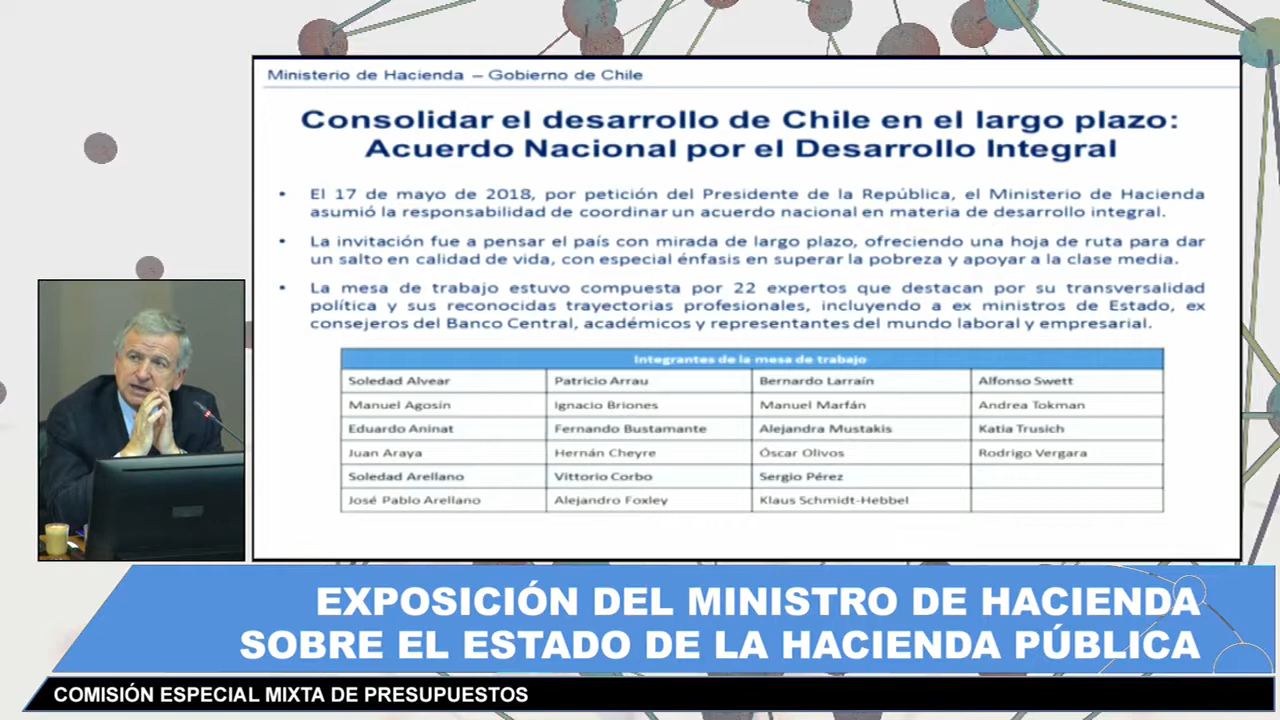 Ministerio de Hacienda – Gobierno de Chile
Consolidar el desarrollo de Chile en el largo plazo:
Acuerdo Nacional por el Desarrollo Integral
• El 17 de mayo de 2018, por petición del Presidente de la República, el Ministerio de Hacienda
asumió la responsabilidad de coordinar un acuerdo nacional en materia de desarrollo integral.
• La invitación fue a pensar el país con mirada de largo plazo, ofreciendo una hoja de ruta para dar
un salto en calidad de vida, con especial énfasis en superar la pobreza y apoyar a la clase media.
• La mesa de trabajo estuvo compuesta por 22 expertos que destacan por su transversalidad
política y sus reconocidas trayectorias profesionales, incluyendo a ex ministros de Estado, ex
consejeros del Banco Central, académicos y representantes del mundo laboral y empresarial.
Integrantes de la mesa de trabajo
Soledad Alvear Patricio Arrau Bernardo Larraín Alfonso Swett
Manuel Agosín Ignacio Briones Manuel Marfán Andrea Tokman
Eduardo Aninat Fernando Bustamante Alejandra Mustakis Katia Trusich
Juan Araya Hernán Cheyre Óscar Olivos Rodrigo Vergara
Soledad Arellano Vittorio Corbo Sergio Pérez
José Pablo Arellano Alejandro Foxley Klaus Schmidt-Hebbel
EXPOSICIÓN DEL MINISTRO DE HACIENDA
SOBRE EL ESTADO DE LA HACIENDA PÚBLICA
COMISIÓN ESPECIAL MIXTA DE PRESUPUESTOS